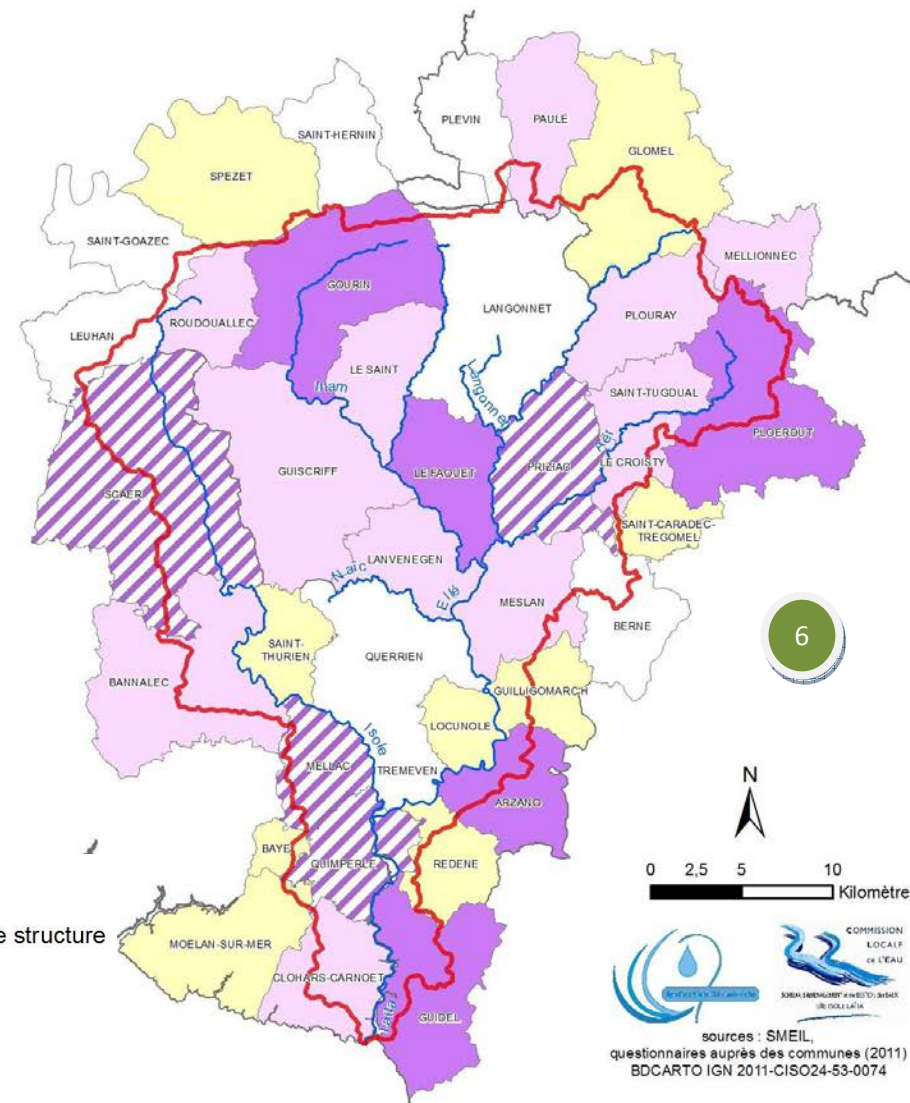 PLEVIN
PAULE
SAINT-HERNIN
GLOMEL
SPEZET
SAINT-GOAZEC
MELLIONNEC
GOURIN
LANGONNET
PLOURAY
LEUHAN
ROUDOUALLEC
LE SAINT
Inam
Langonnet
SAINT-TUGDUAL
PLOERDUT
Aër
LE CROISTY
PRIZIAC
LE FAOUET
GUISCRIFF
SCAER
SAINT-CARADEC-
TREGOMEL
LANVENEGEN
Naïc
Ellé
MESLAN
BERNE
6
SAINT-
THURIEN
QUERRIEN
BANNALEC
GUILLIGOMARCH
LOCUNOLE
Isole
MELLAC
TREMEVEN
ARZANO
N
BAYE
QUIMPERLE
REDENE
0 2,5 5 10
Kilomètre
e structure
MOELAN-SUR-MER
CLOHARS-CARNOET
Laïta
GUIDEL
COMMISSION
LOCALE
de L'EAU
sources : SMEIL,
questionnaires auprès des communes (2011)
BDCARTO IGN 2011-CISO24-53-0074